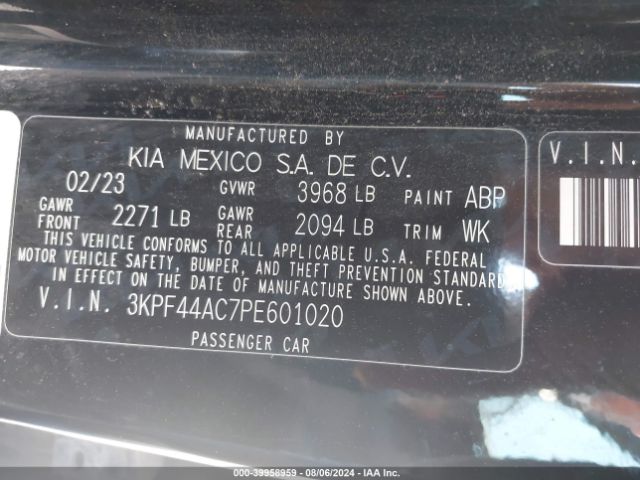 MANUFACTURED BY
KIA MEXICO S.A. DE C.V.
02/23 GVWR 3968 LB PAINT ABP
GAWR FRONT 2271 LB GAWR REAR 2094 LB TRIM WK
THIS VEHICLE CONFORMS TO ALL APPLICABLE U.S.A. FEDERAL
MOTOR VEHICLE SAFETY, BUMPER, AND THEFT PREVENTION STANDARD
IN EFFECT ON THE DATE OF MANUFACTURE SHOWN ABOVE.
V.I.N. 3KPF44AC7PE601020
PASSENGER CAR
V.I.N.
000-39958959 - 08/06/2024 - IAA Inc.